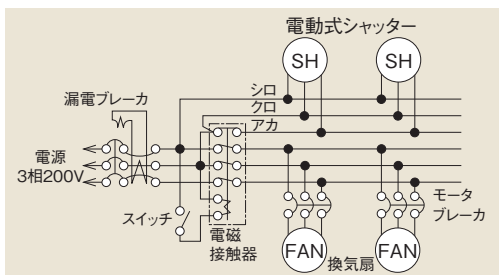 電動式シャッター
SH
SH
シロ
クロ
アカ
漏電ブレーカ
電源
3相200V
スイッチ
電磁
接触器
モータ
ブレーカ
FAN
換気扇
FAN